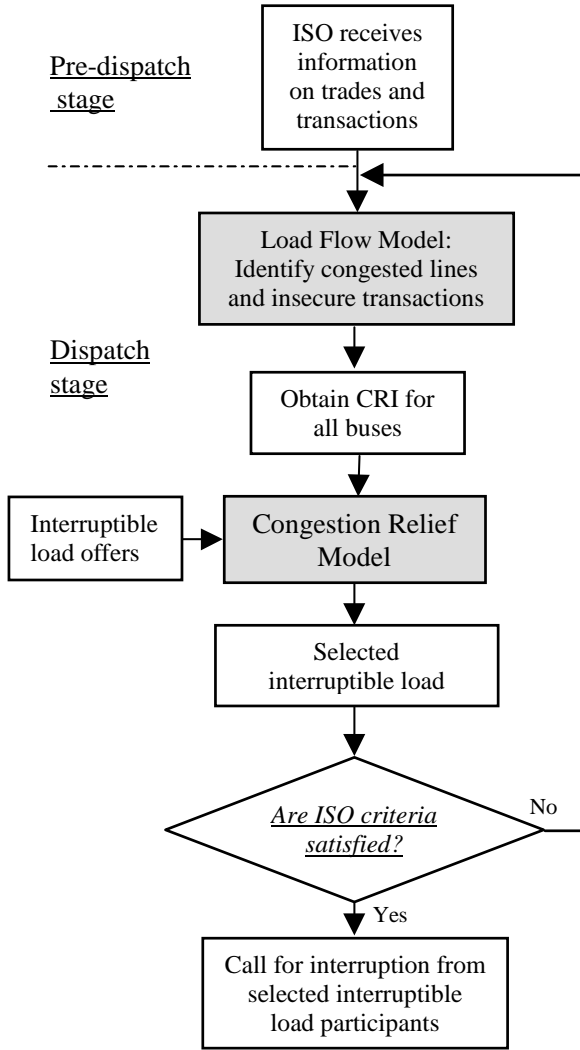 ISO receives
information
on trades and
transactions
Pre-dispatch
stage
Load Flow Model:
Identify congested lines
and insecure transactions
Dispatch
stage
Obtain CRI for
all buses
Interruptible
load offers
Congestion Relief
Model
Selected
interruptible load
Are ISO criteria
satisfied?
No
Yes
Call for interruption from
selected interruptible
load participants